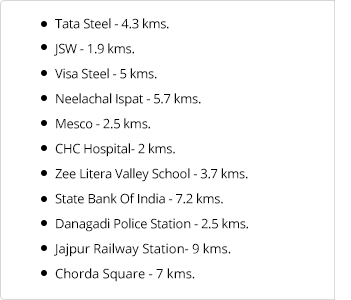 • Tata Steel - 4.3 kms.
• JSW - 1.9 kms.
• Visa Steel - 5 kms.
• Neelachal Ispat - 5.7 kms.
• Mesco - 2.5 kms.
• CHC Hospital- 2 kms.
• Zee Litera Valley School - 3.7 kms.
• State Bank Of India - 7.2 kms.
• Danagadi Police Station - 2.5 kms.
• Jajpur Railway Station- 9 kms.
• Chorda Square - 7 kms.